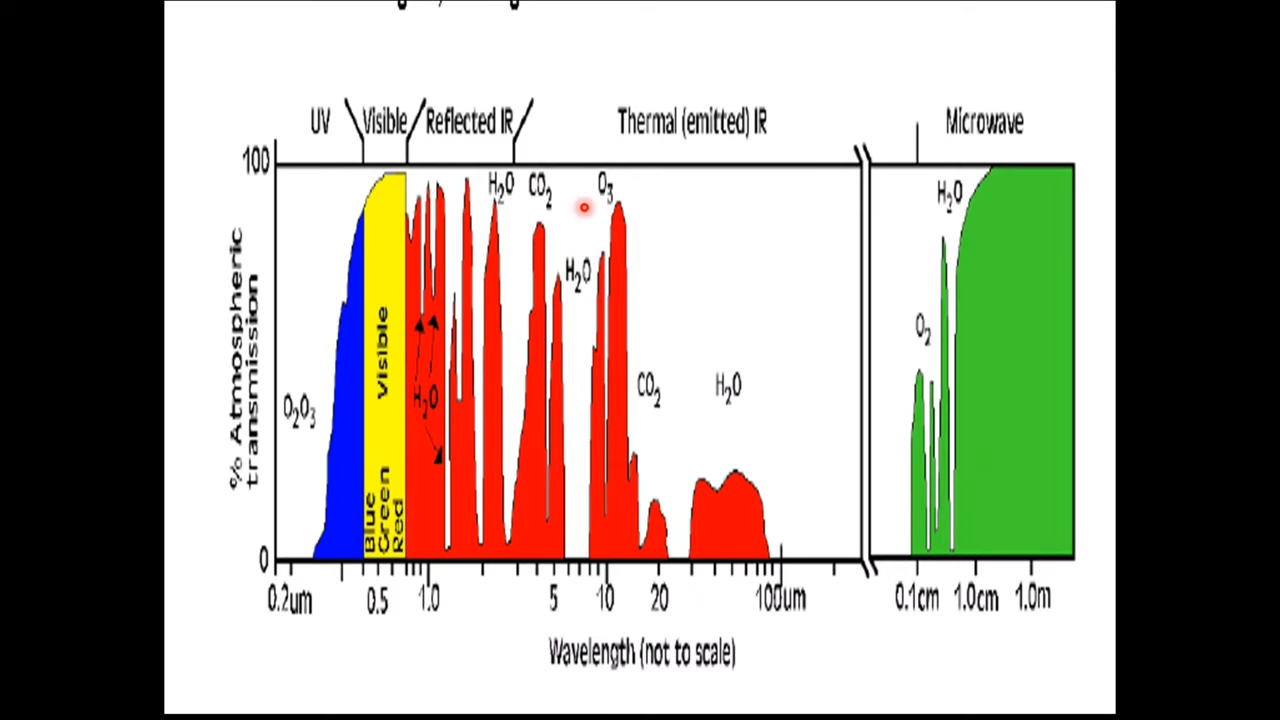 UV Visible Reflected IR Thermal (emitted) IR Microwave
100
H2O CO2 O3 H2O
H2O
O2
CO2 H2O
H2O
O2O3
% Atmospheric
transmission
Visible
Blue
Green
Red
0
0.2um 0.5 1.0 5 10 20 100um 0.1cm 1.0cm 1.0m
Wavelength (not to scale)